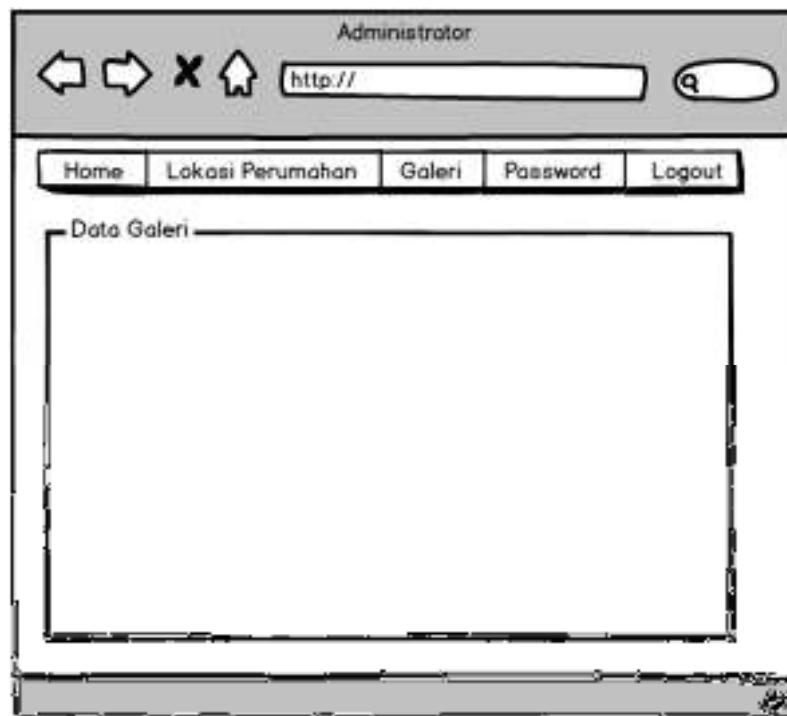 Administrator
http://
Home Lokasi Perumahan Galeri Password Logout
Data Galeri